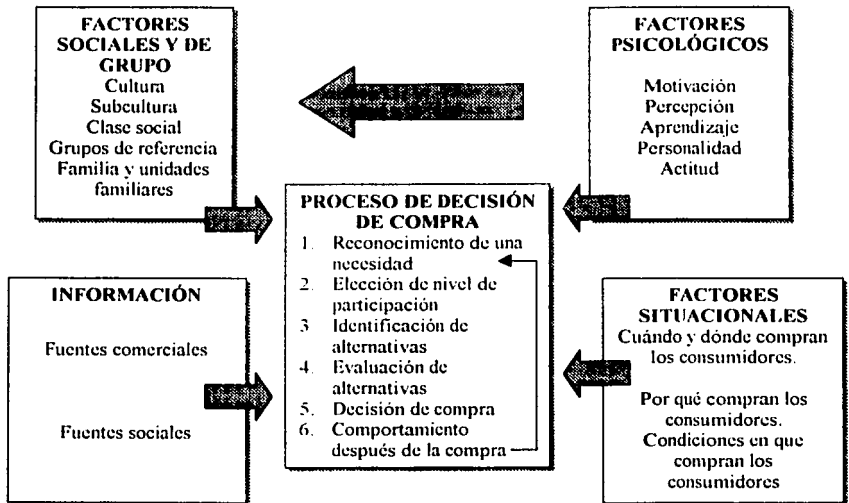 FACTORES
SOCIALES Y DE
GRUPO
Cultura
Subcultura
Clase social
Grupos de referencia
Familia y unidades
familiares
FACTORES
PSICOLÓGICOS
Motivación
Percepción
Aprendizaje
Personalidad
Actitud
PROCESO DE DECISIÓN
DE COMPRA
1. Reconocimiento de una
necesidad
2. Elección de nivel de
participación
3 Identificación de
alternativas
4. Evaluación de
alternativas
5. Decisión de compra
6. Comportamiento
después de la compra
INFORMACIÓN
Fuentes comerciales
Fuentes sociales
FACTORES
SITUACIONALES
Cuándo y dónde compran
los consumidores.
Por qué compran los
consumidores.
Condiciones en que
compran los
consumidores